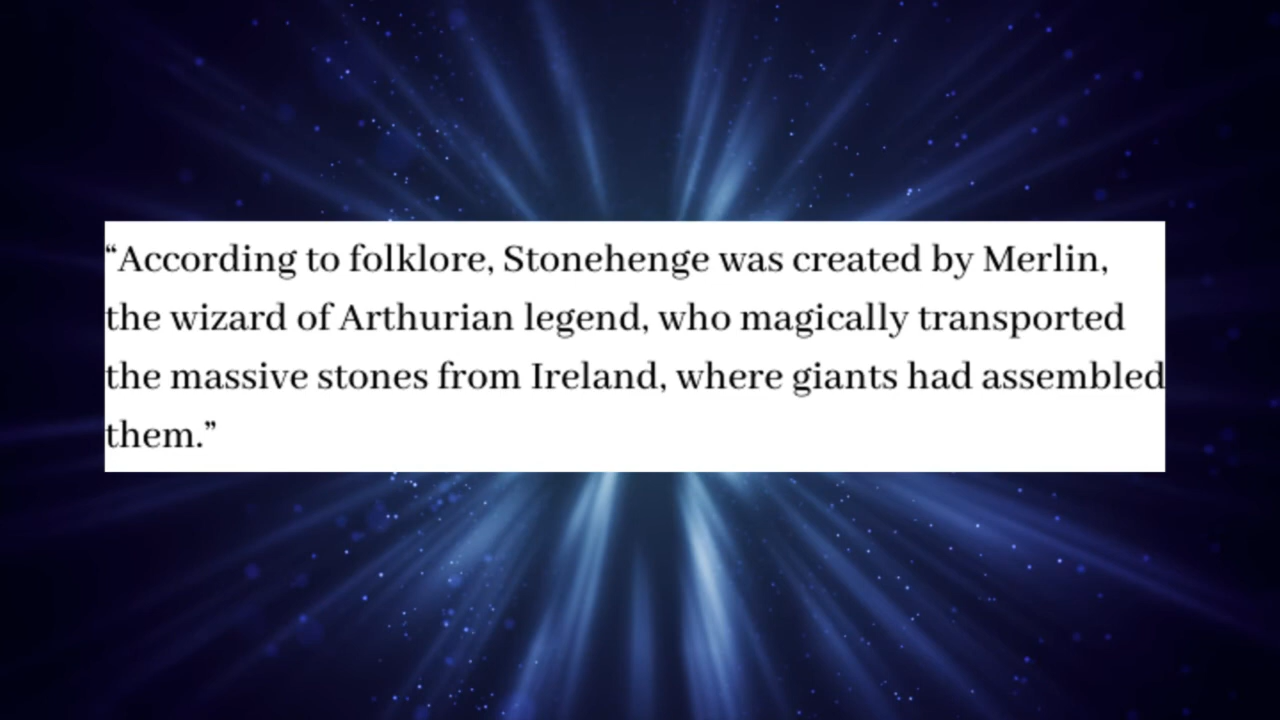 “According to folklore, Stonehenge was created by Merlin,
the wizard of Arthurian legend, who magically transported
the massive stones from Ireland, where giants had assembled
them.”